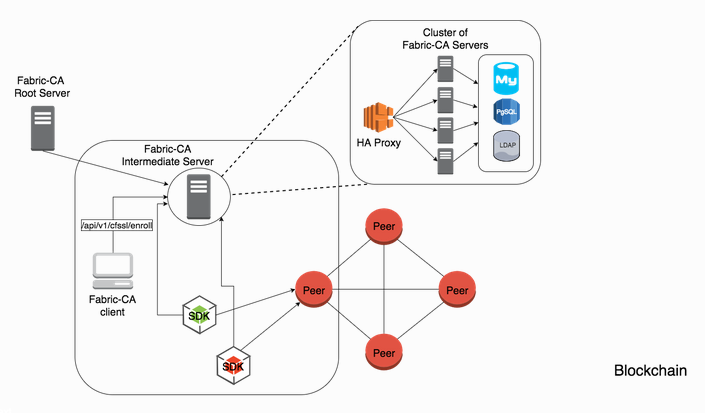 Cluster of
Fabric-CA Servers
My
PgSQL
LDAP
HA Proxy
Fabric-CA
Root Server
Fabric-CA
Intermediate Server
/api/v1/cfssl/enroll
Fabric-CA
client
SDK
SDK
Peer
Peer
Peer
Peer
Blockchain